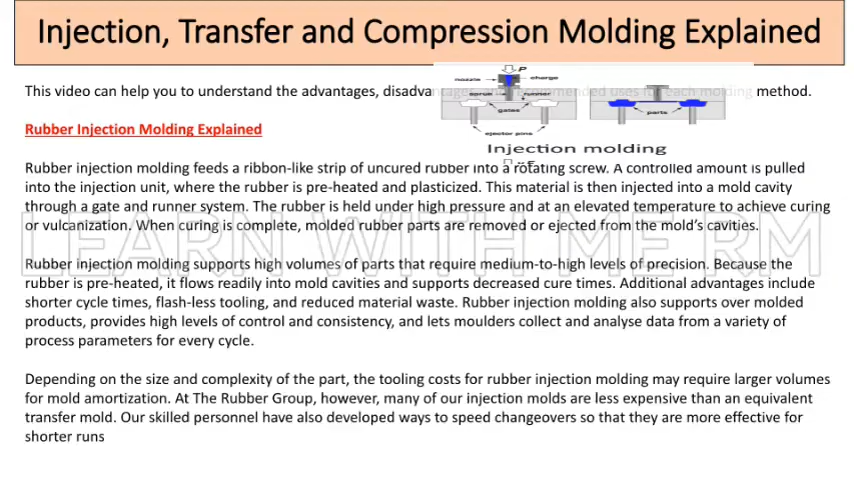 Injection, Transfer and Compression Molding Explained
This video can help you to understand the advantages, disadvantages, and recommended uses for each molding method.
nozzle
P
charge
sprue
runner
gates
parts
ejector pins
Injection molding
Rubber Injection Molding Explained
Rubber injection molding feeds a ribbon-like strip of uncured rubber into a rotating screw. A controlled amount is pulled
into the injection unit, where the rubber is pre-heated and plasticized. This material is then injected into a mold cavity
through a gate and runner system. The rubber is held under high pressure and at an elevated temperature to achieve curing
or vulcanization. When curing is complete, molded rubber parts are removed or ejected from the mold’s cavities.
LEARN WITH ME RM
Rubber injection molding supports high volumes of parts that require medium-to-high levels of precision. Because the
rubber is pre-heated, it flows readily into mold cavities and supports decreased cure times. Additional advantages include
shorter cycle times, flash-less tooling, and reduced material waste. Rubber injection molding also supports over molded
products, provides high levels of control and consistency, and lets moulders collect and analyse data from a variety of
process parameters for every cycle.
Depending on the size and complexity of the part, the tooling costs for rubber injection molding may require larger volumes
for mold amortization. At The Rubber Group, however, many of our injection molds are less expensive than an equivalent
transfer mold. Our skilled personnel have also developed ways to speed changeovers so that they are more effective for
shorter runs